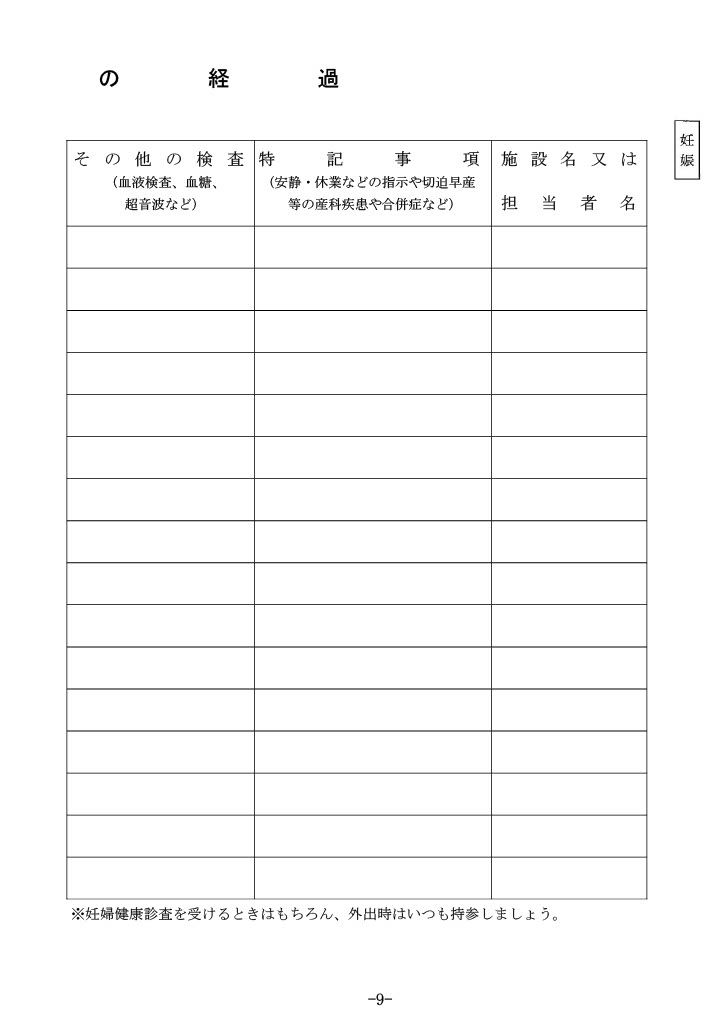 の経過
妊娠
その他の検査
（血液検査、血糖、
超音波など）
特記事項
（安静・休業などの指示や切迫早産
等の産科疾患や合併症など）
施設名又は
担当者名
※妊婦健康診査を受けるときはもちろん、外出時はいつも持参しましょう。
-9-